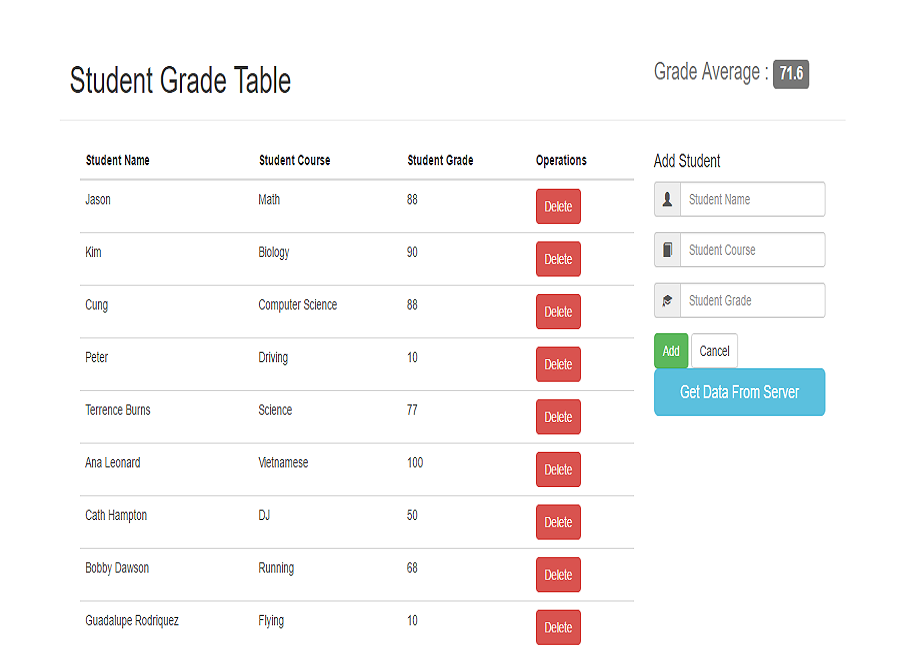 Student Grade Table
Grade Average : 71.6
Student Name Student Course Student Grade Operations
Jason Math 88 Delete
Kim Biology 90 Delete
Cung Computer Science 88 Delete
Peter Driving 10 Delete
Terrence Burns Science 77 Delete
Ana Leonard Vietnamese 100 Delete
Cath Hampton DJ 50 Delete
Bobby Dawson Running 68 Delete
Guadalupe Rodriquez Flying 10 Delete
Add Student
Student Name
Student Course
Student Grade
Add Cancel
Get Data From Server